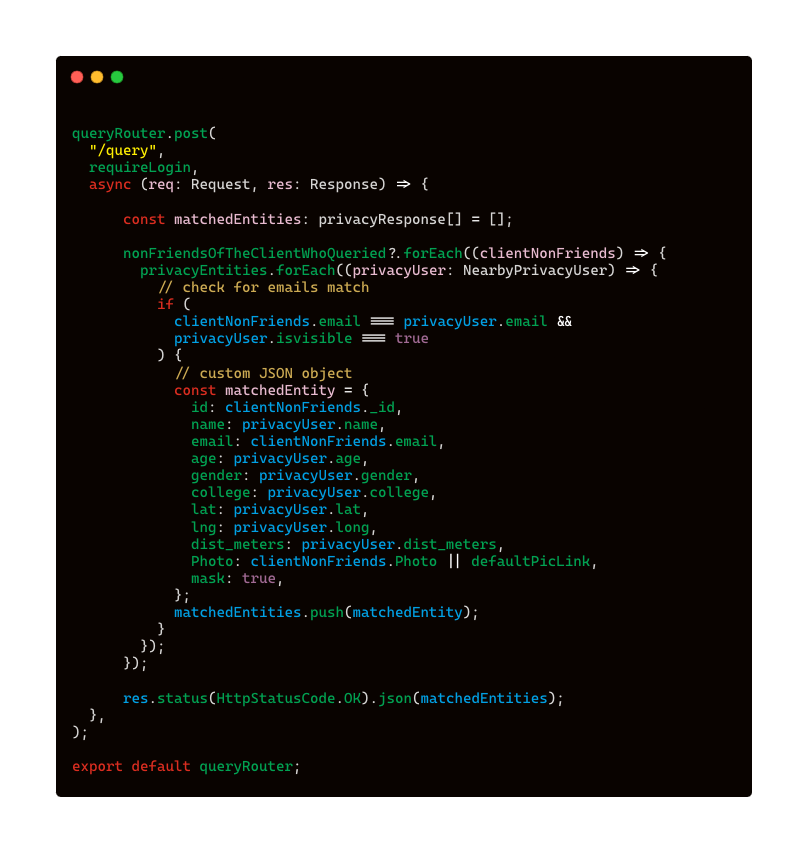 queryRouter.post(
  "/query",
  requireLogin,
  async (req: Request, res: Response) => {
      const matchedEntities: privacyResponse[] = [];
      nonFriendsOfTheClientWhoQueried?.forEach((clientNonFriends) => {
        privacyEntities.forEach((privacyUser: NearbyPrivacyUser) => {
          // check for emails match
          if (
            clientNonFriends.email === privacyUser.email &&
            privacyUser.isvisible === true
          ) {
            // custom JSON object
            const matchedEntity = {
              id: clientNonFriends._id,
              name: privacyUser.name,
              email: clientNonFriends.email,
              age: privacyUser.age,
              gender: privacyUser.gender,
              college: privacyUser.college,
              lat: privacyUser.lat,
              lng: privacyUser.long,
              dist_meters: privacyUser.dist_meters,
              Photo: clientNonFriends.Photo || defaultPicLink,
              mask: true,
            };
            matchedEntities.push(matchedEntity);
          }
        });
      });
      res.status(HttpStatusCode.OK).json(matchedEntities);
  },
);
export default queryRouter;